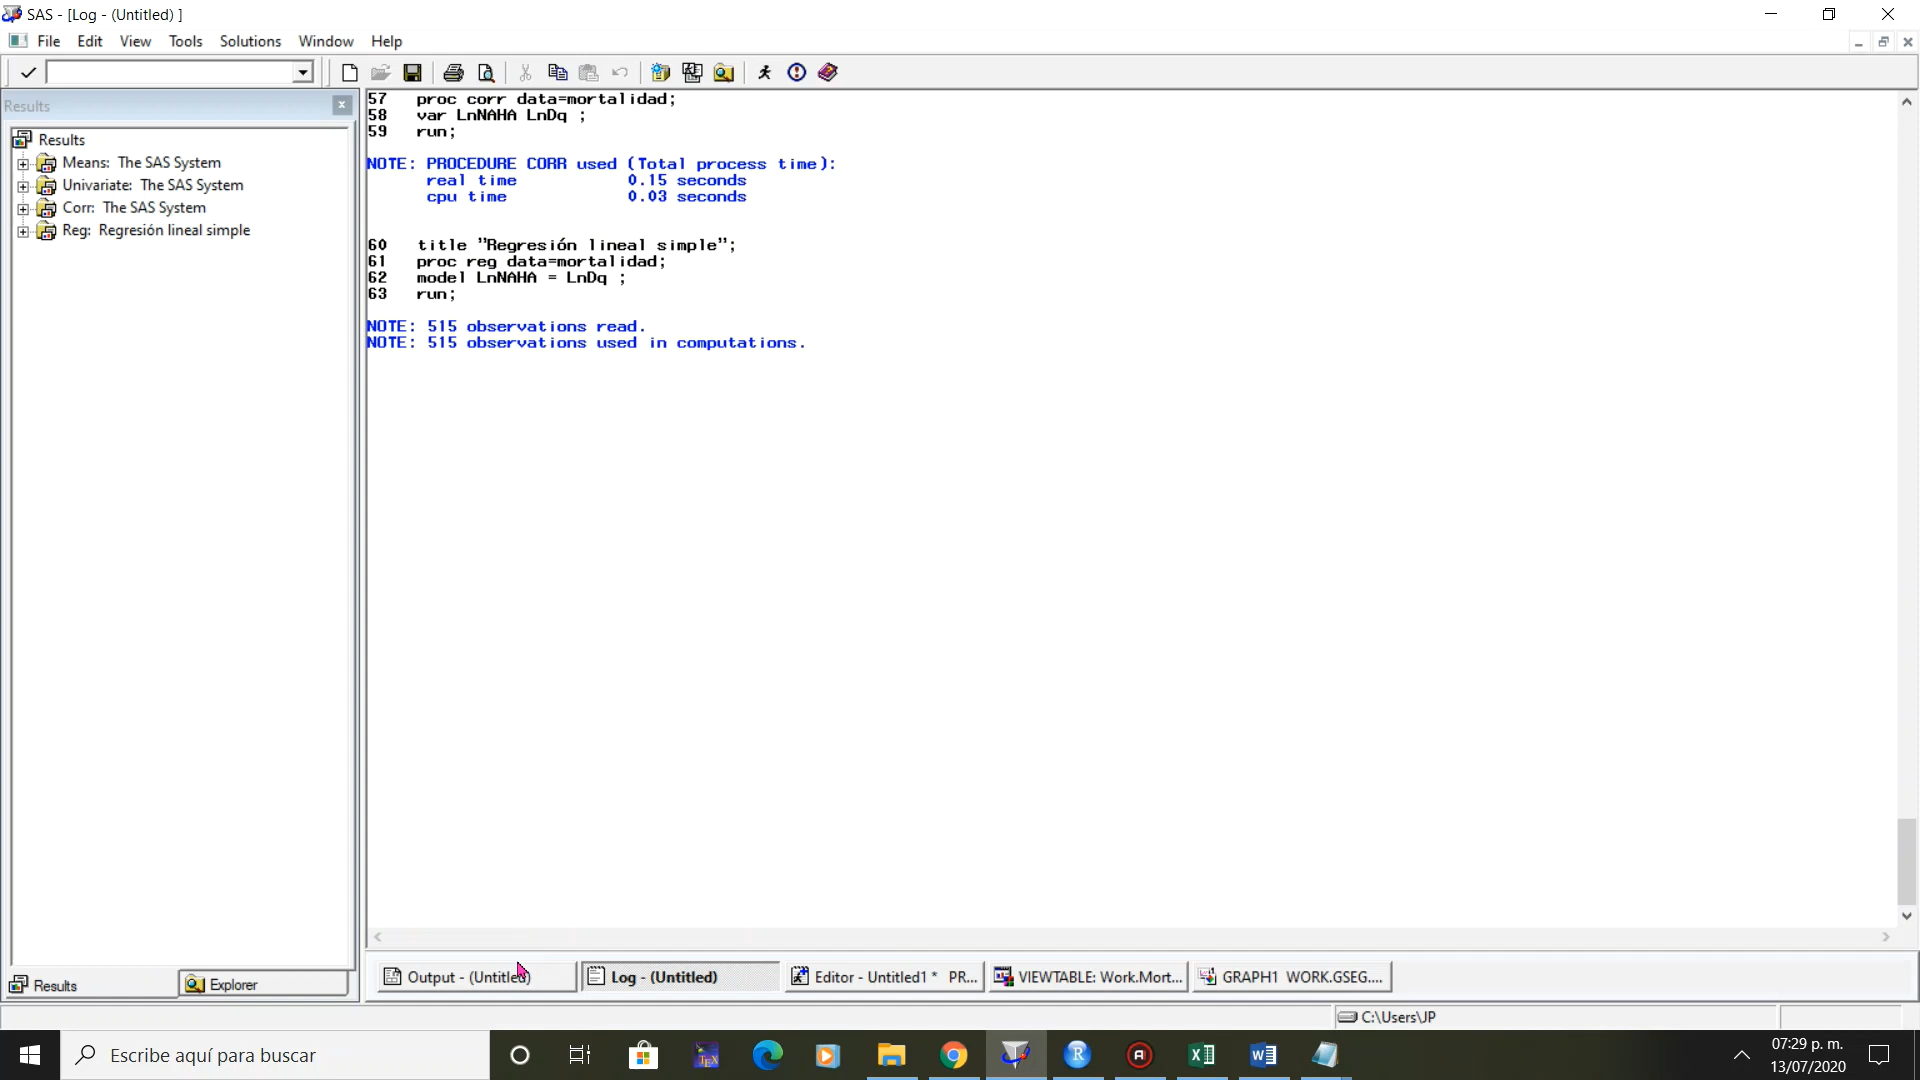 SAS - [Log - (Untitled) ]
File Edit View Tools Solutions Window Help
Results
Results
Means: The SAS System
Univariate: The SAS System
Corr: The SAS System
Reg: Regresión lineal simple
57 proc corr data=mortalidad;
58 var LnNAHA LnDq ;
59 run;
NOTE: PROCEDURE CORR used (Total process time):
real time 0.15 seconds
cpu time 0.03 seconds
60 title "Regresión lineal simple";
61 proc reg data=mortalidad;
62 model LnNAHA = LnDq ;
63 run;
NOTE: 515 observations read.
NOTE: 515 observations used in computations.
Results Explorer
Output - (Untitled) Log - (Untitled) Editor - Untitled1 * PR... VIEWTABLE: Work.Mort... GRAPH1 WORK.GSEG....
C:\Users\JP
Escribe aquí para buscar
07:29 p. m.
13/07/2020